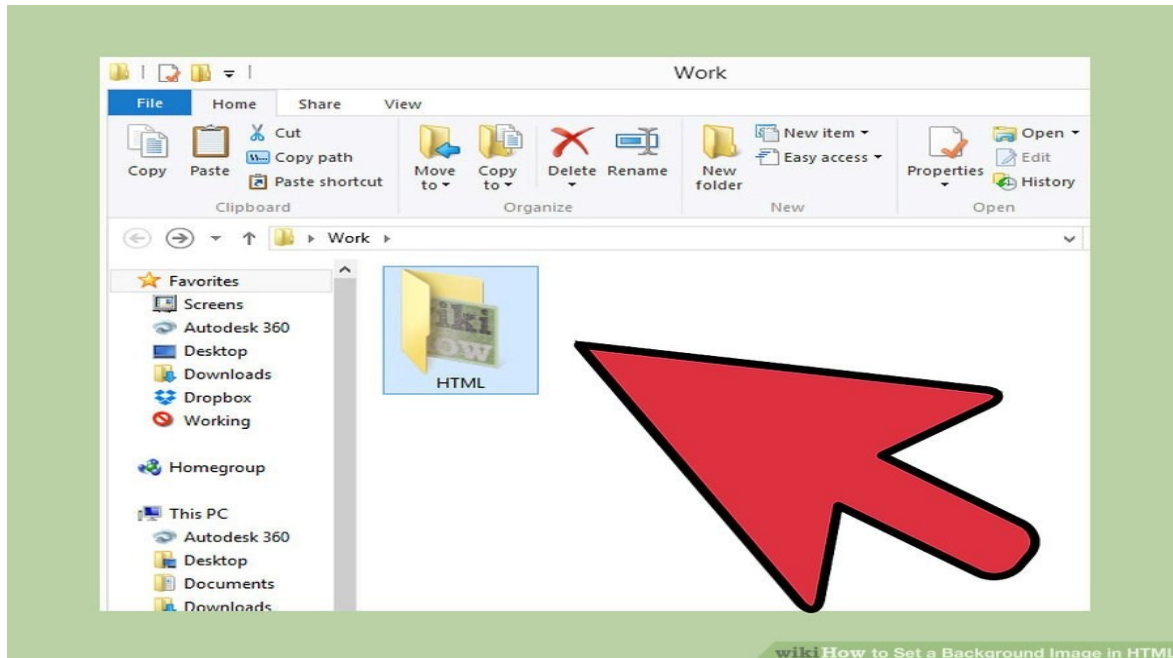 Work
File Home Share View
Copy
Paste
Cut
Copy path
Paste shortcut
Clipboard
Move to
Copy to
Delete
Rename
Organize
New folder
New item
Easy access
New
Properties
Open
Edit
History
Open
Work
Favorites
Screens
Autodesk 360
Desktop
Downloads
Dropbox
Working
Homegroup
This PC
Autodesk 360
Desktop
Documents
Downloads
wiki
HOW
HTML
wikiHow to Set a Background Image in HTML